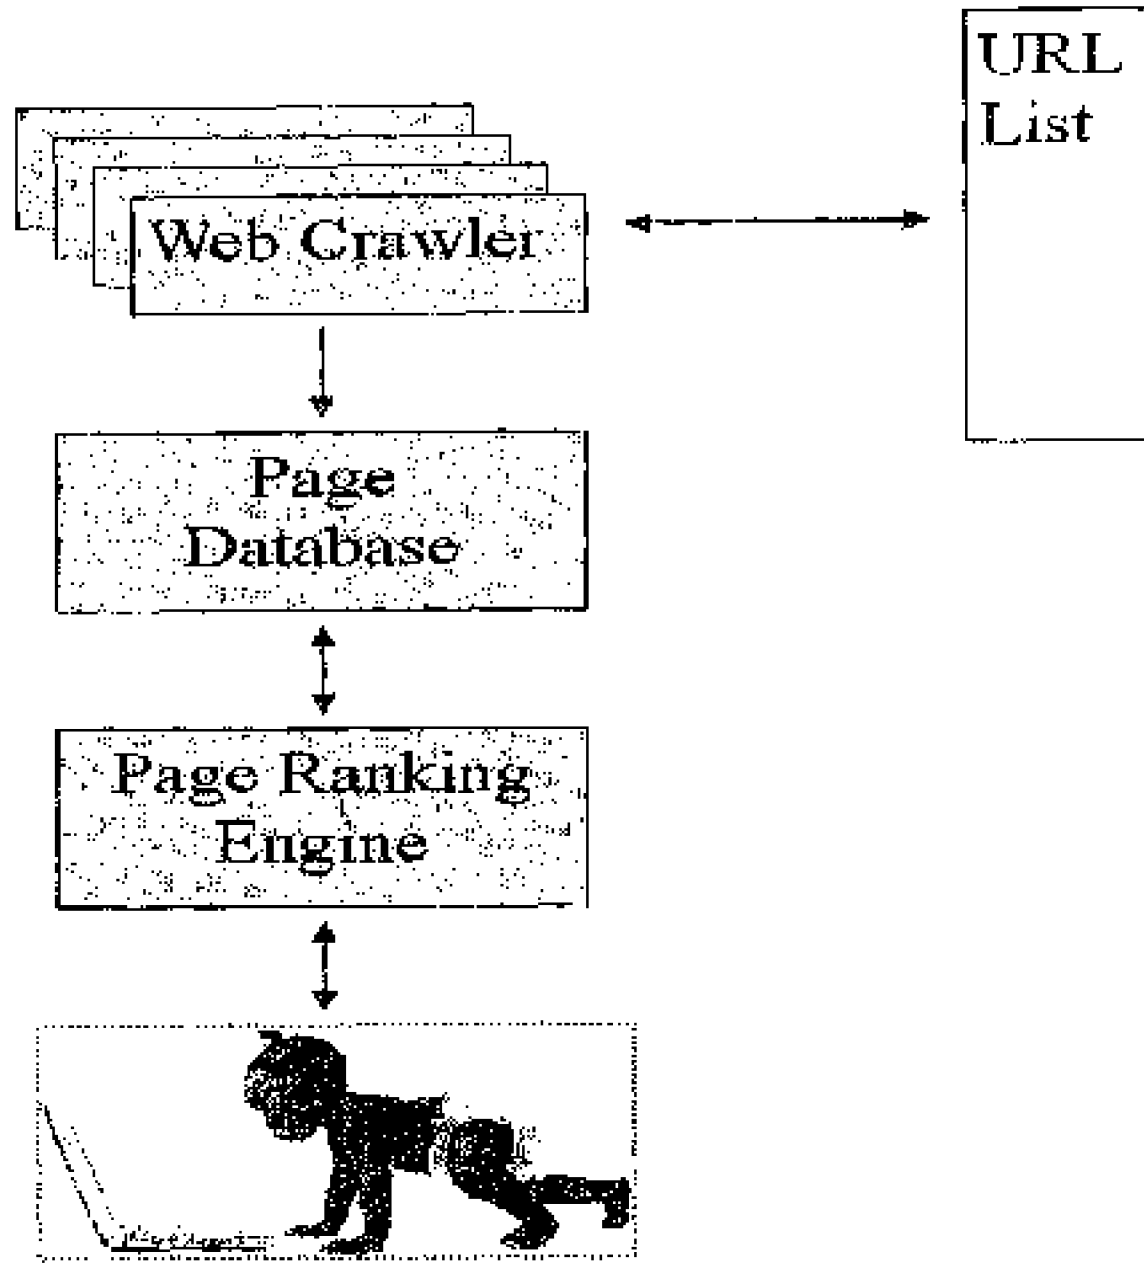 URL
List
Web Crawler
Page
Database
Page Ranking
Engine